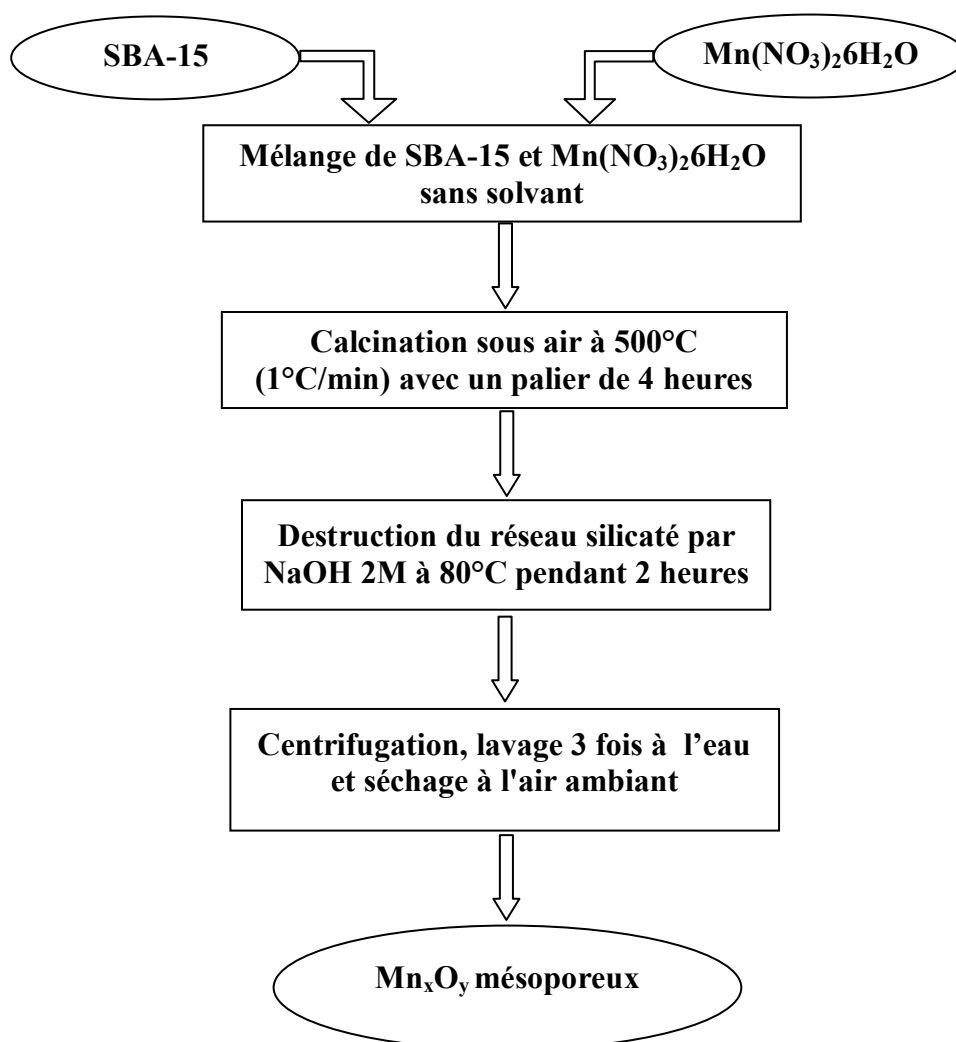 SBA-15
Mn(NO₃)₂6H₂O
Mélange de SBA-15 et Mn(NO₃)₂6H₂O
sans solvant
Calcination sous air à 500°C
(1°C/min) avec un palier de 4 heures
Destruction du réseau silicaté par
NaOH 2M à 80°C pendant 2 heures
Centrifugation, lavage 3 fois à l’eau
et séchage à l'air ambiant
MnₓOᵧ mésoporeux